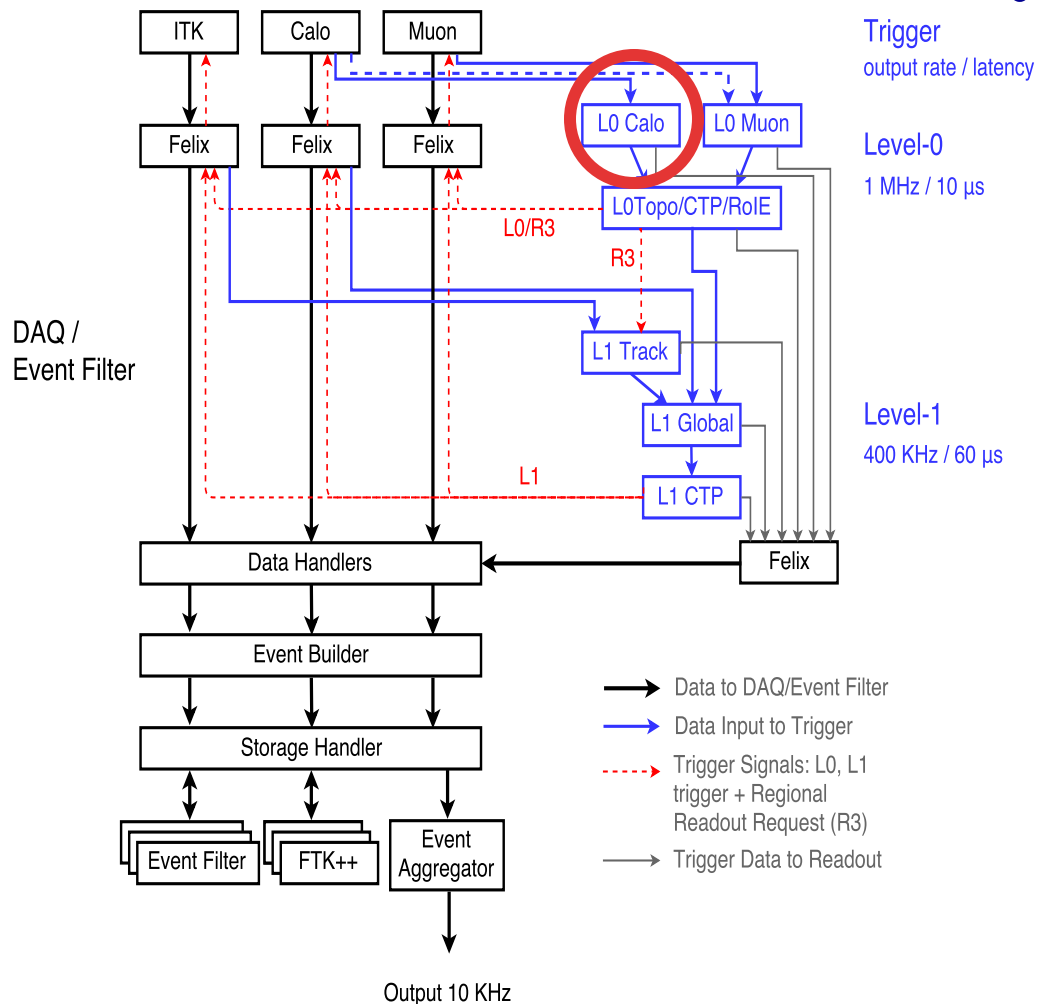 ITK
Calo
Muon
Trigger
output rate / latency
L0 Calo
L0 Muon
Felix
Felix
Felix
Level-0
1 MHz / 10 μs
L0Topo/CTP/RoIE
L0/R3
R3
DAQ /
Event Filter
L1 Track
L1 Global
Level-1
400 KHz / 60 μs
L1
L1 CTP
Data Handlers
Felix
Event Builder
Data to DAQ/Event Filter
Data Input to Trigger
Storage Handler
Trigger Signals: L0, L1
trigger + Regional
Readout Request (R3)
Trigger Data to Readout
Event Filter
FTK++
Event
Aggregator
Output 10 KHz